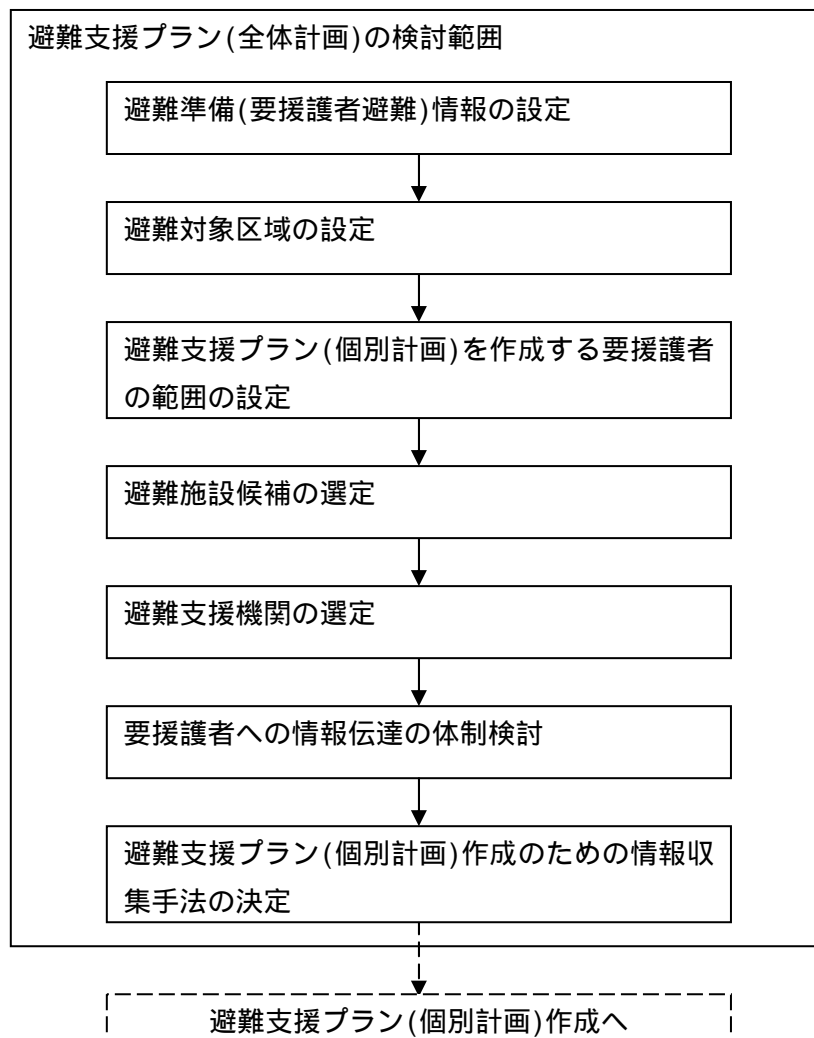 避難支援プラン(全体計画)の検討範囲
避難準備(要援護者避難)情報の設定
避難対象区域の設定
避難支援プラン(個別計画)を作成する要援護者
の範囲の設定
避難施設候補の選定
避難支援機関の選定
要援護者への情報伝達の体制検討
避難支援プラン(個別計画)作成のための情報収
集手法の決定
避難支援プラン(個別計画)作成へ